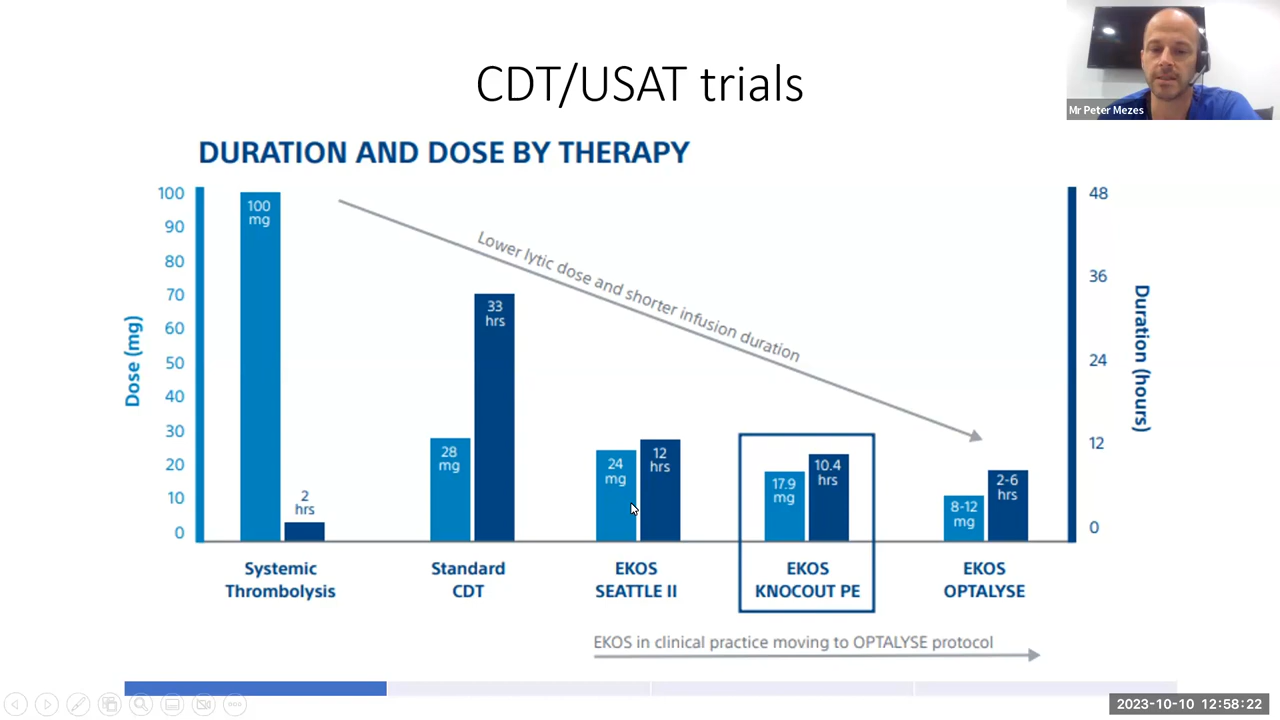 CDT/USAT trials
Mr Peter Mezes
DURATION AND DOSE BY THERAPY
Dose (mg)
100
90
80
70
60
50
40
30
20
10
0
100
mg
2
hrs
28
mg
33
hrs
24
mg
12
hrs
17.9
mg
10.4
hrs
8-12
mg
2-6
hrs
Lower lytic dose and shorter infusion duration
48
36
24
12
0
Duration (hours)
Systemic
Thrombolysis
Standard
CDT
EKOS
SEATTLE II
EKOS
KNOCOUT PE
EKOS
OPTALYSE
EKOS in clinical practice moving to OPTALYSE protocol
2023-10-10 12:58:22